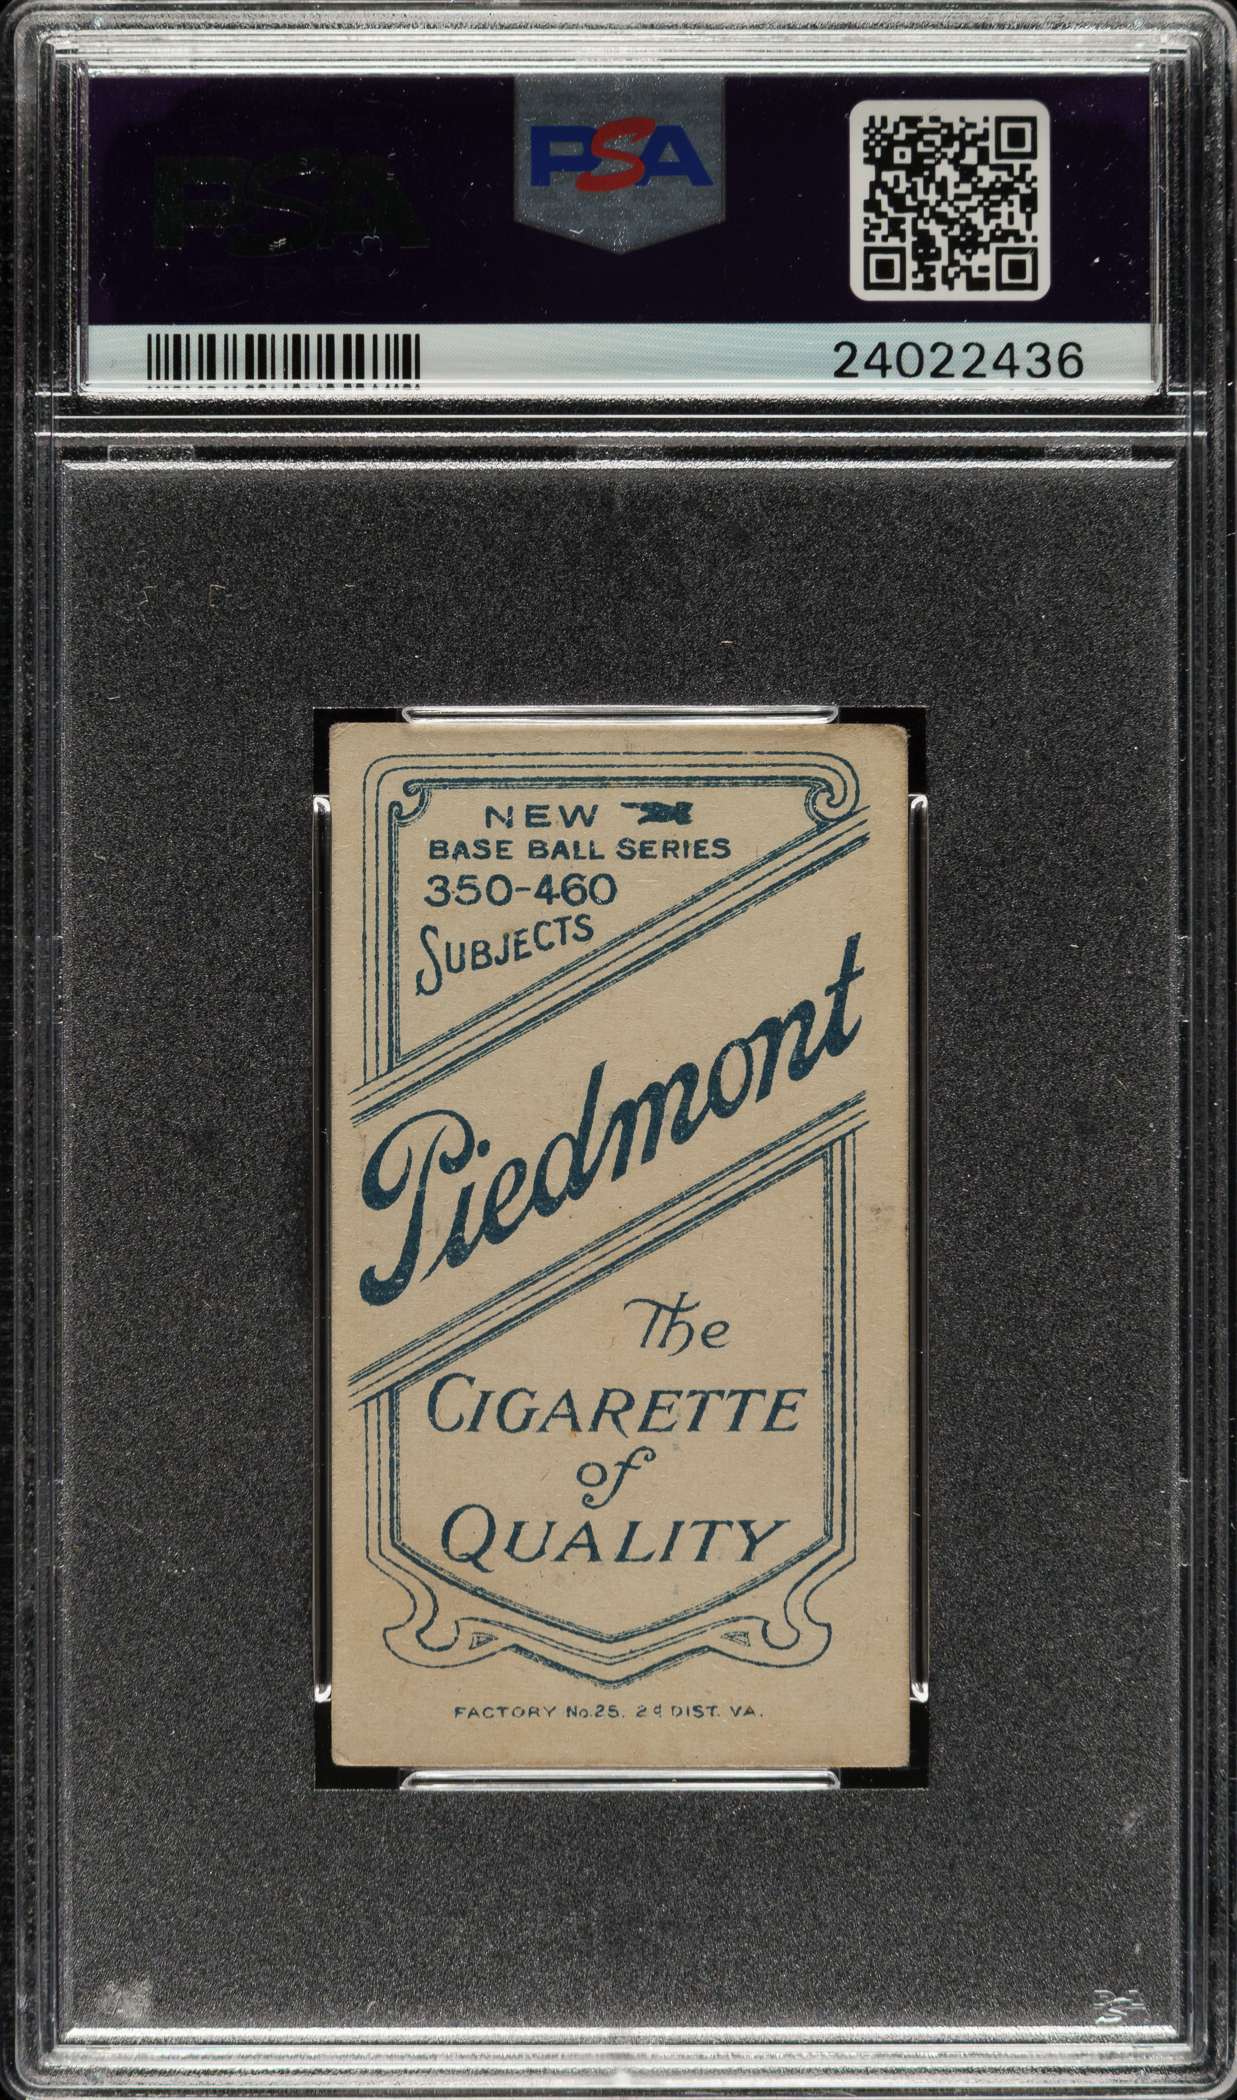 PSA
PSA
24022436
NEW
BASE BALL SERIES
350-460
SUBJECTS
Piedmont
The
CIGARETTE
of
QUALITY
FACTORY No.25. 2d DIST. VA.